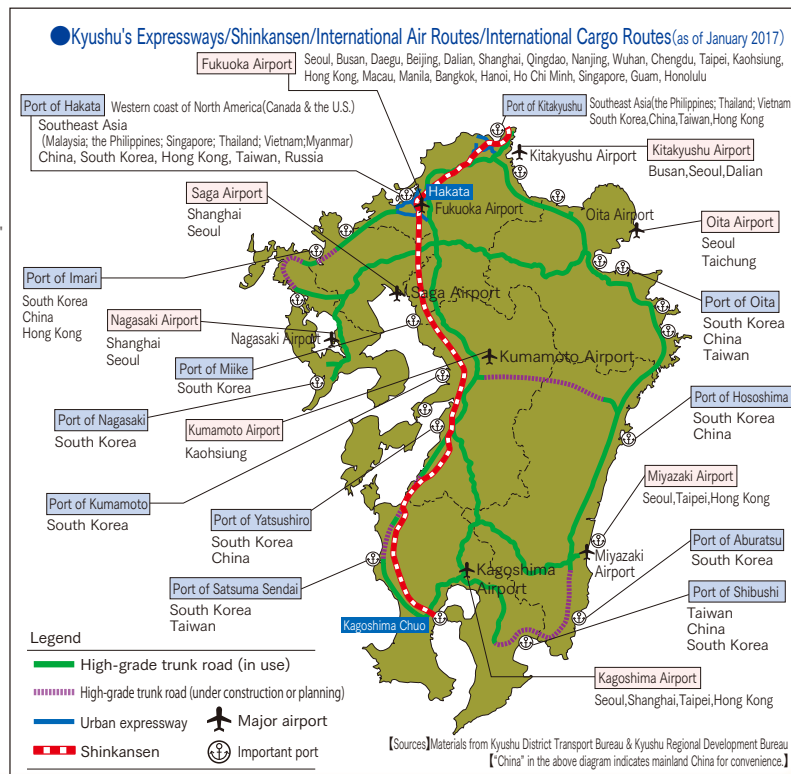 Kyushu's Expressways/Shinkansen/International Air Routes/International Cargo Routes(as of January 2017)
Fukuoka Airport
Seoul, Busan, Daegu, Beijing, Dalian, Shanghai, Qingdao, Nanjing, Wuhan, Chengdu, Taipei, Kaohsiung,
Hong Kong, Macau, Manila, Bangkok, Hanoi, Ho Chi Minh, Singapore, Guam, Honolulu
Port of Hakata
Western coast of North America(Canada & the U.S.)
Southeast Asia
(Malaysia; the Philippines; Singapore; Thailand; Vietnam;Myanmar)
China, South Korea, Hong Kong, Taiwan, Russia
Port of Kitakyushu
Southeast Asia(the Philippines; Thailand; Vietnam
South Korea,China,Taiwan,Hong Kong
Kitakyushu Airport
Kitakyushu Airport
Busan,Seoul,Dalian
Saga Airport
Shanghai
Seoul
Hakata
Fukuoka Airport
Oita Airport
Oita Airport
Seoul
Taichung
Port of Imari
South Korea
China
Hong Kong
Saga Airport
Port of Oita
South Korea
China
Taiwan
Nagasaki Airport
Shanghai
Seoul
Nagasaki Airport
Port of Miike
South Korea
Kumamoto Airport
Port of Nagasaki
South Korea
Kumamoto Airport
Kaohsiung
Port of Hososhima
South Korea
China
Port of Kumamoto
South Korea
Miyazaki Airport
Seoul,Taipei,Hong Kong
Port of Yatsushiro
South Korea
China
Miyazaki
Airport
Port of Aburatsu
South Korea
Kagoshima
Airport
Port of Satsuma Sendai
South Korea
Taiwan
Port of Shibushi
Taiwan
China
South Korea
Kagoshima Chuo
Kagoshima Airport
Seoul,Shanghai,Taipei,Hong Kong
Legend
High-grade trunk road (in use)
High-grade trunk road (under construction or planning)
Urban expressway
Major airport
Shinkansen
Important port
【Sources】Materials from Kyushu District Transport Bureau & Kyushu Regional Development Bureau
【"China" in the above diagram indicates mainland China for convenience.】